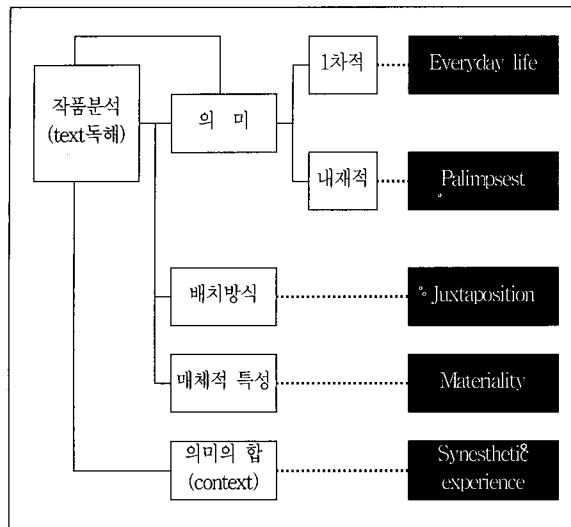 1차적
Everyday life
작품분석
(text독해)
의 미
내재적
Palimpsest
배치방식
Juxtaposition
매체적 특성
Materiality
의미의 합
(context)
Synesthetic
experience